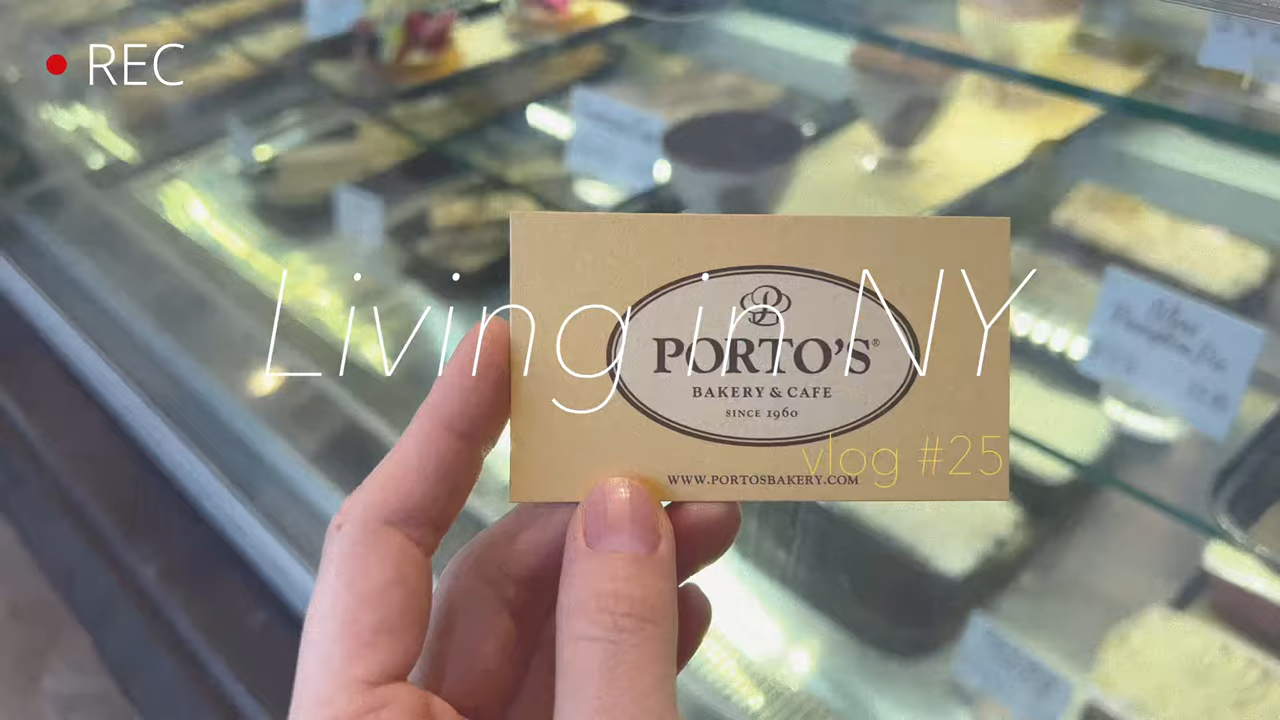 REC
Living in NY
PORTO'S®
BAKERY & CAFE
SINCE 1960
vlog #25
WWW.PORTOSBAKERY.COM